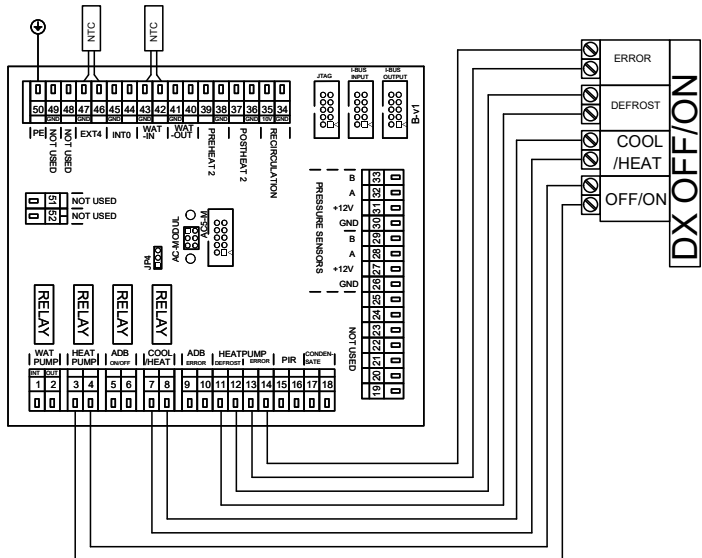 NTC
NTC
JTAG
I-BUS INPUT
I-BUS OUTPUT
1A-B
50 49 48 47 46 45 44 43 42 41 40 39 38 37 36 35 34
GND GND GND GND GND GND 10V GND
PE
NOT USED
NOT USED
EXT4
INT0
WAT -IN
WAT -OUT
PREHEAT 2
POSTHEAT 2
RECIRCULATION
51 NOT USED
52 NOT USED
JP4
AC-MODUL
PRESSURE SENSORS
B 33
A 32
+12V 31
GND 30
B 29
A 28
+12V 27
GND 26
25
24
23
22
21
20
19
NOT USED
RELAY
RELAY
RELAY
RELAY
WAT PUMP
HEAT PUMP
ADB ON/OFF
COOL /HEAT
ADB ERROR
HEATPUMP
DEFROST ERROR
PIR
CONDEN- SATE
INT OUT
1 2 3 4 5 6 7 8 9 10 11 12 13 14 15 16 17 18
ERROR
DEFROST
COOL
/HEAT
OFF/ON
DX OFF/ON